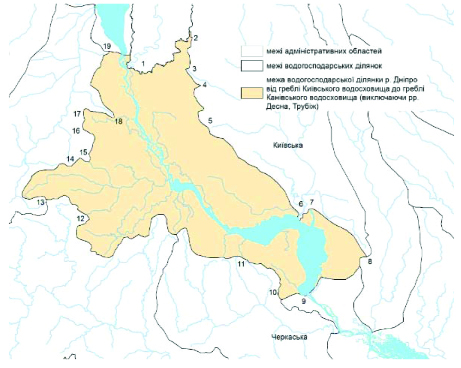 19
2
1
3
4
5
17
18
16
15
14
13
12
11
10
9
6
7
8
межі адміністративних областей
межі водогосподарських ділянок
межа водогосподарської ділянки р. Дніпро
від греблі Київського водосховища до греблі
Канівського водосховища (виключаючи рр.
Десна, Трубіж)
Київська
Черкаська